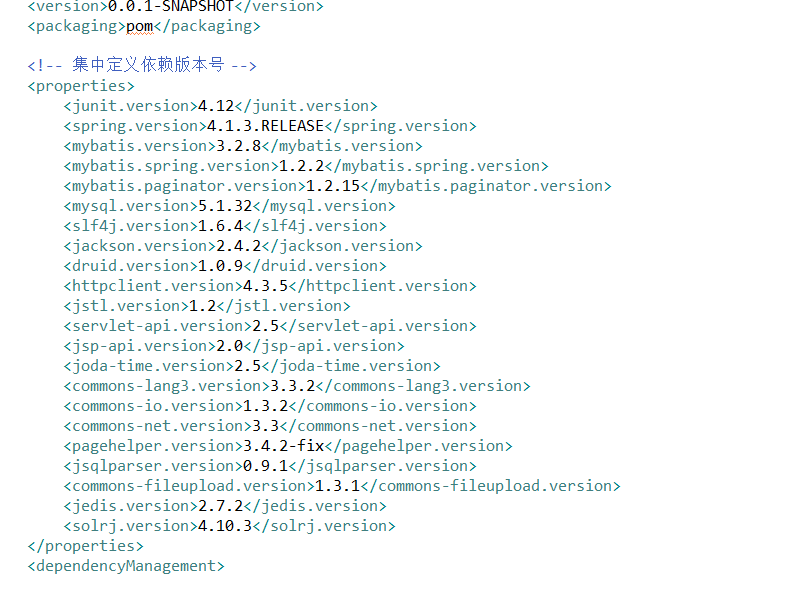 <version>0.0.1-SNAPSHOT</version>
<packaging>pom</packaging>
<!-- 集中定义依赖版本号 -->
<properties>
<junit.version>4.12</junit.version>
<spring.version>4.1.3.RELEASE</spring.version>
<mybatis.version>3.2.8</mybatis.version>
<mybatis.spring.version>1.2.2</mybatis.spring.version>
<mybatis.paginator.version>1.2.15</mybatis.paginator.version>
<mysql.version>5.1.32</mysql.version>
<slf4j.version>1.6.4</slf4j.version>
<jackson.version>2.4.2</jackson.version>
<druid.version>1.0.9</druid.version>
<httpclient.version>4.3.5</httpclient.version>
<jstl.version>1.2</jstl.version>
<servlet-api.version>2.5</servlet-api.version>
<jsp-api.version>2.0</jsp-api.version>
<joda-time.version>2.5</joda-time.version>
<commons-lang3.version>3.3.2</commons-lang3.version>
<commons-io.version>1.3.2</commons-io.version>
<commons-net.version>3.3</commons-net.version>
<pagehelper.version>3.4.2-fix</pagehelper.version>
<jsqlparser.version>0.9.1</jsqlparser.version>
<commons-fileupload.version>1.3.1</commons-fileupload.version>
<jedis.version>2.7.2</jedis.version>
<solrj.version>4.10.3</solrj.version>
</properties>
<dependencyManagement>